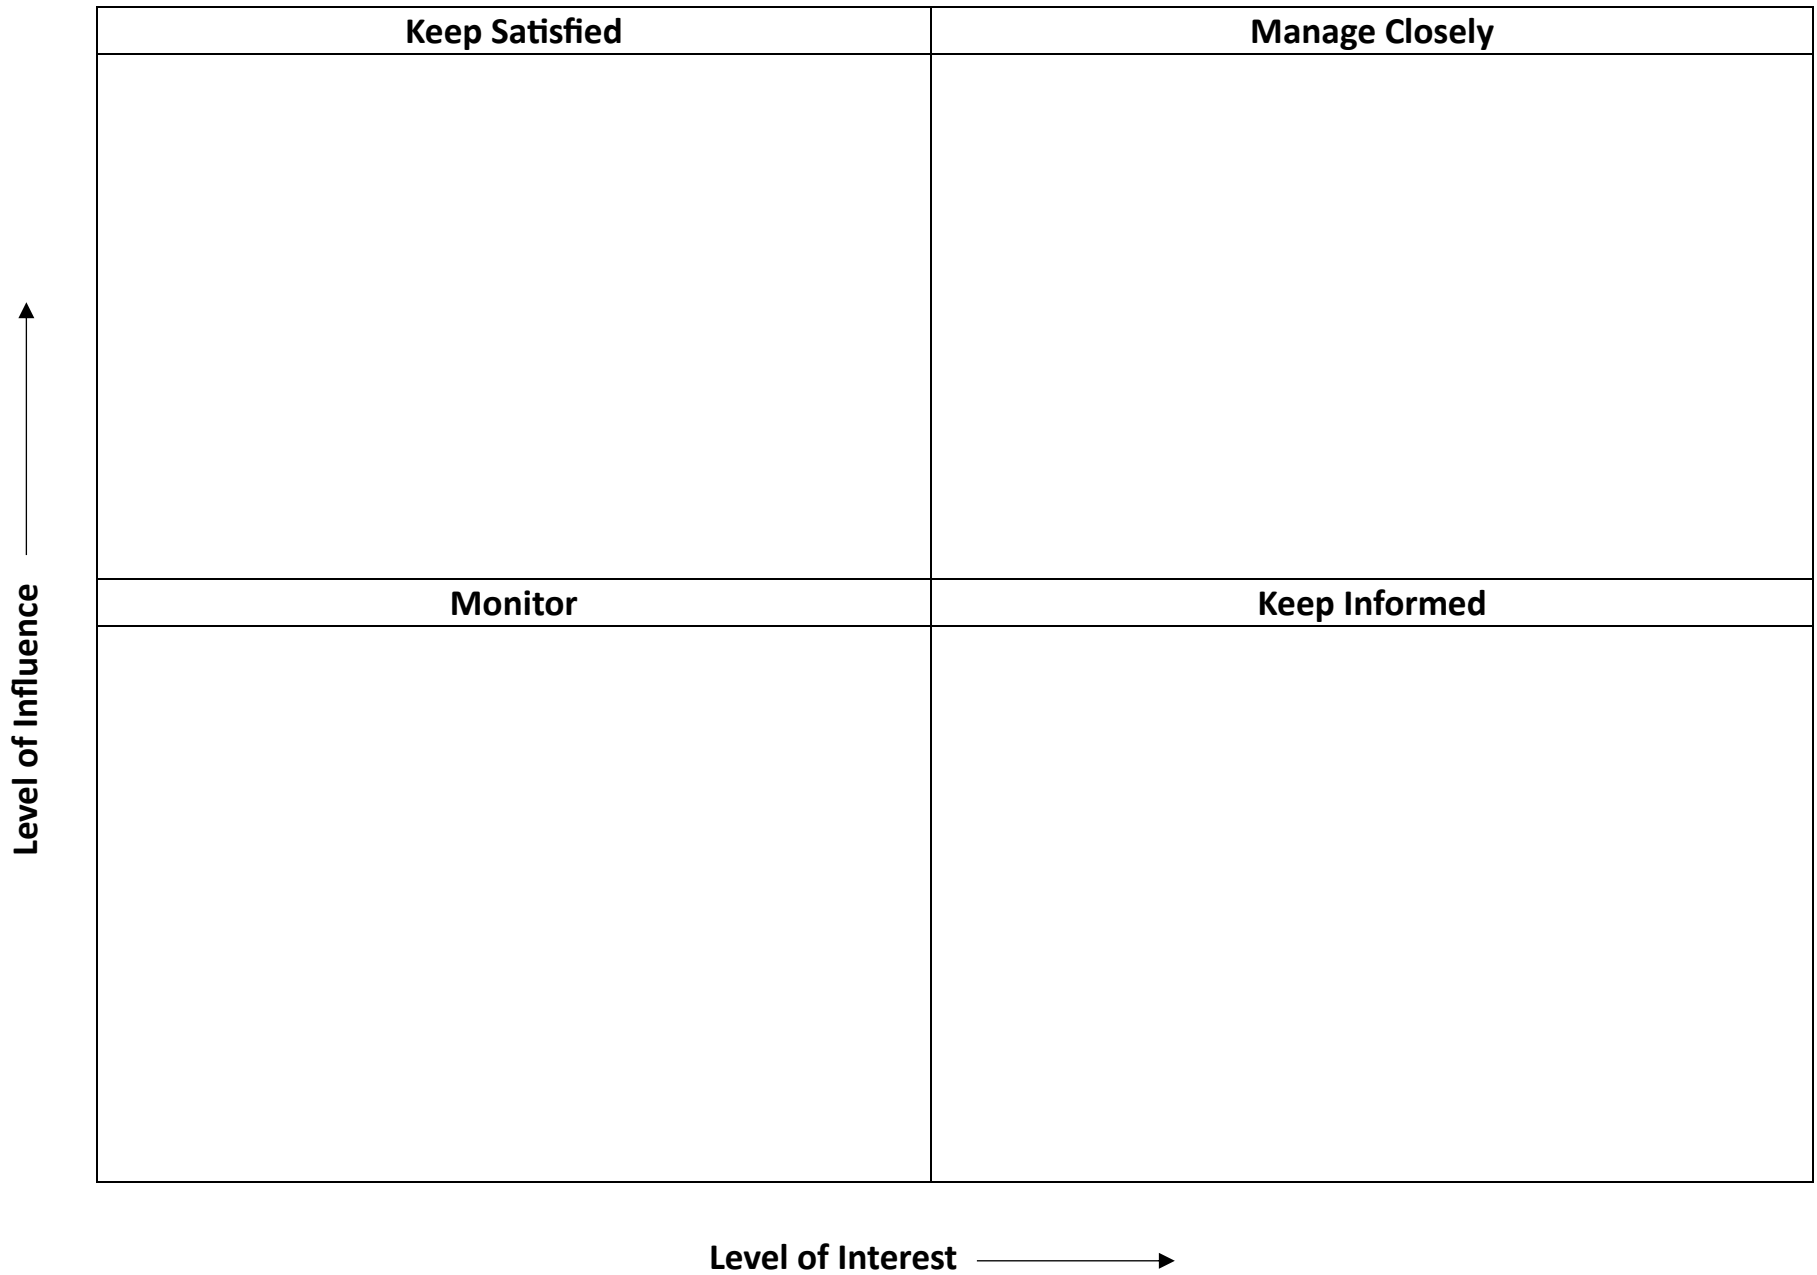 Keep Satisfied
Manage Closely
Level of Influence
Monitor
Keep Informed
Level of Interest